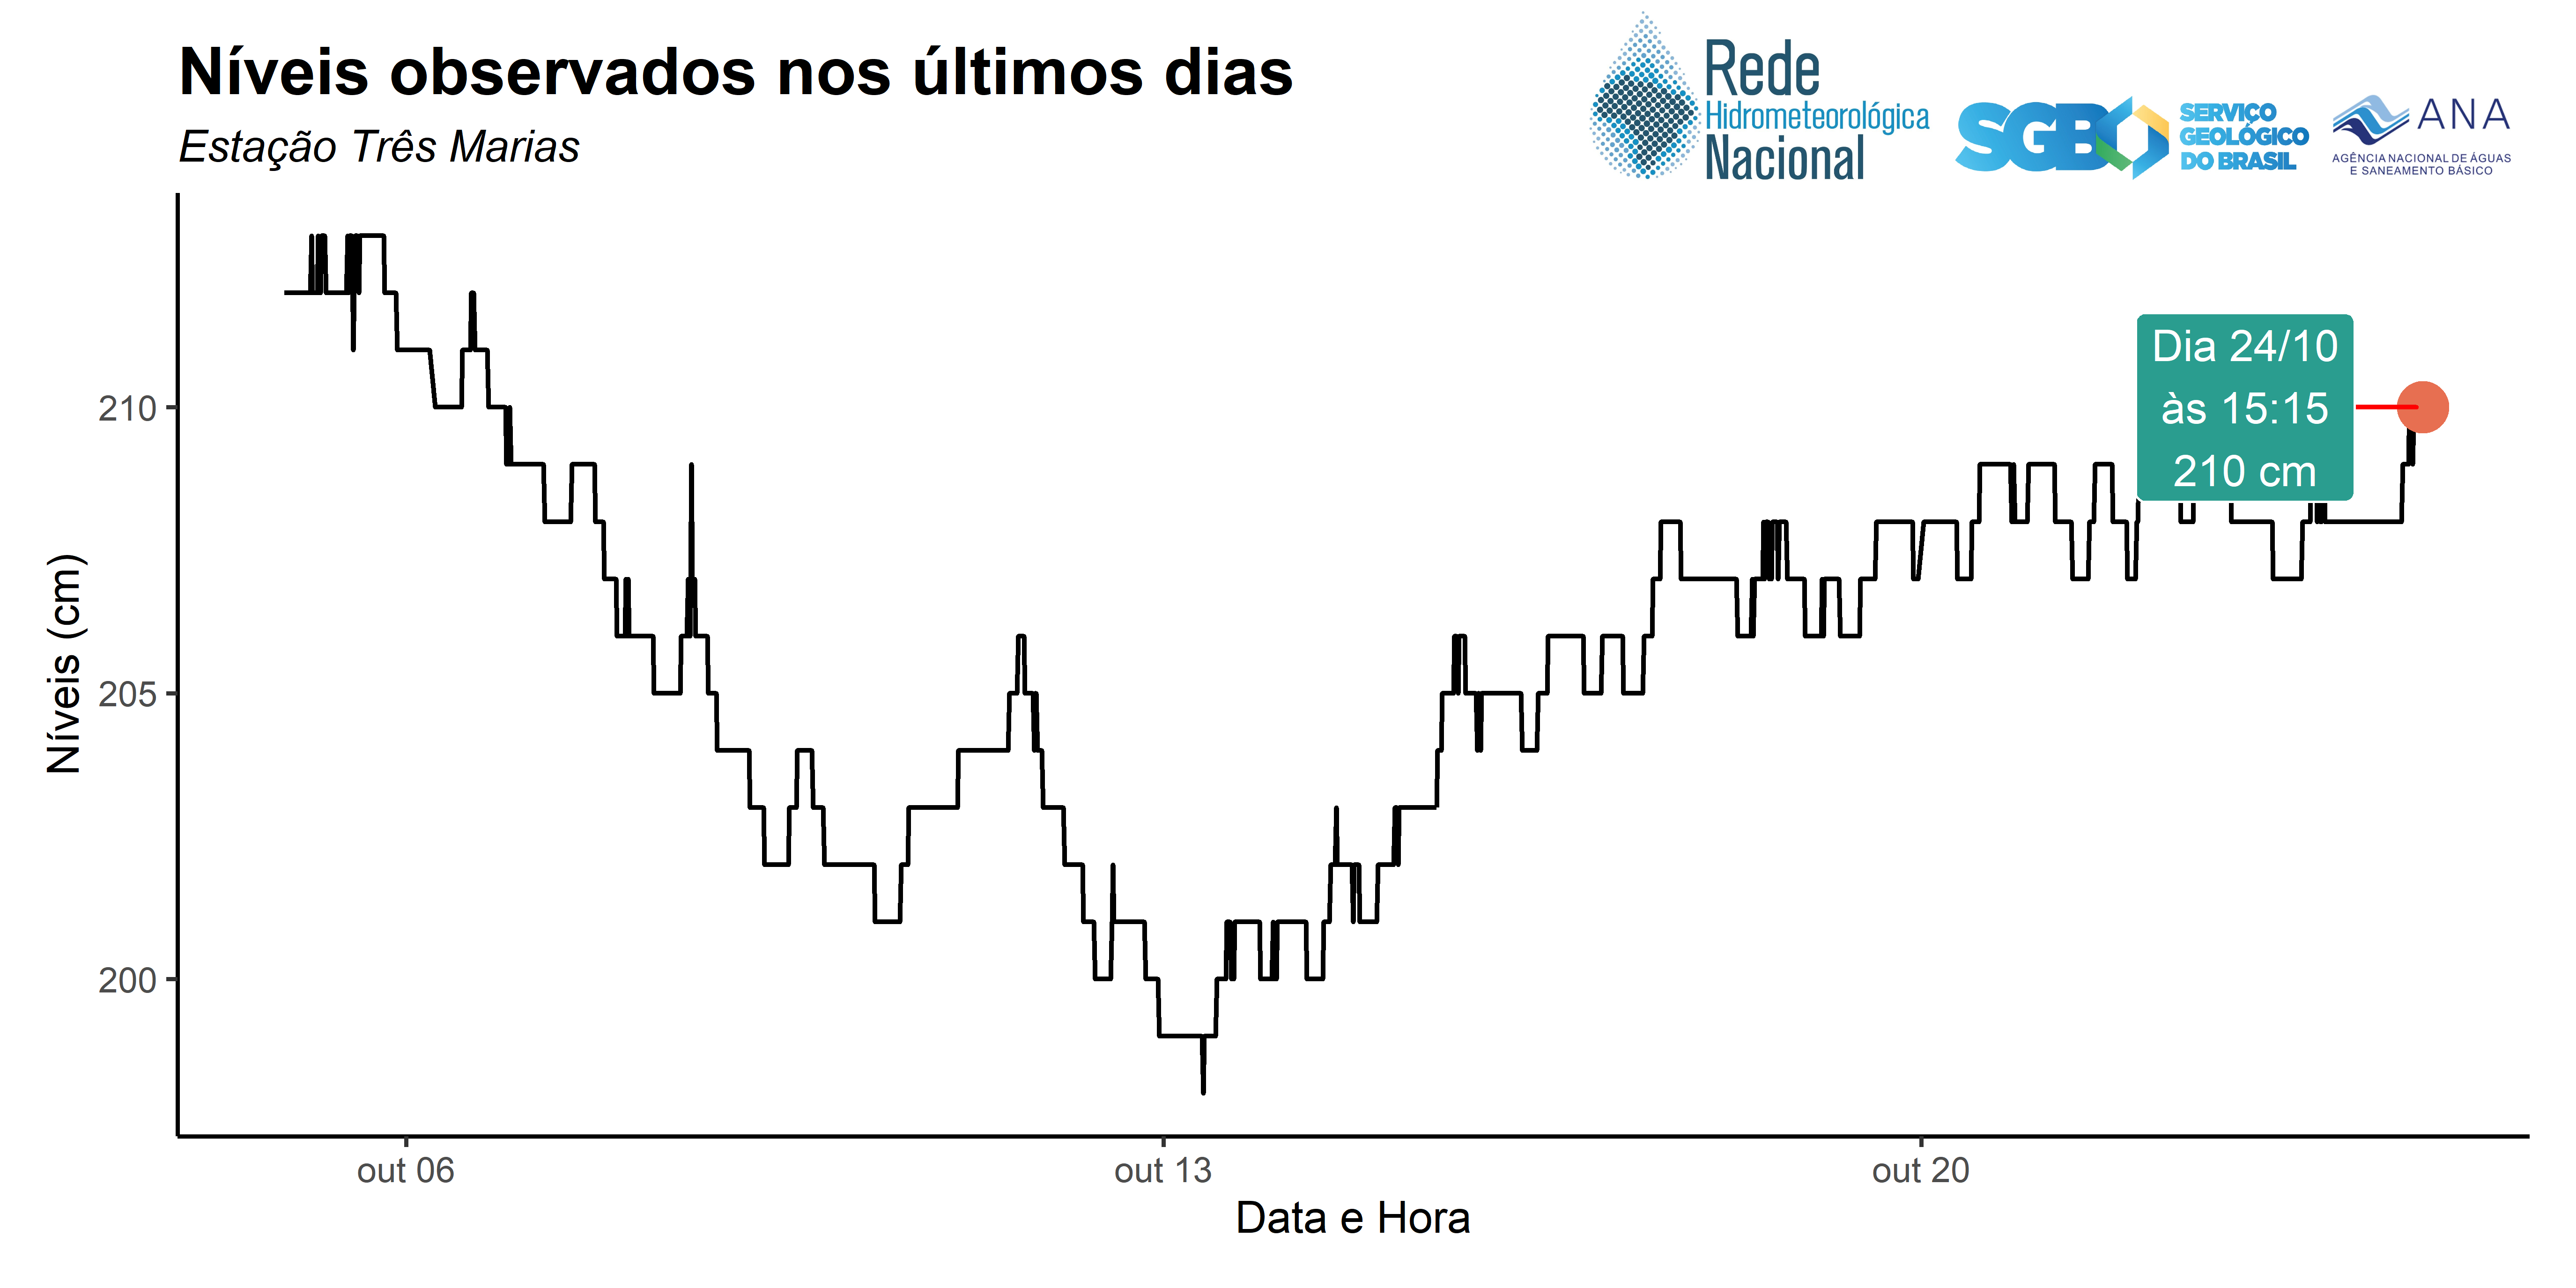 Níveis observados nos últimos dias
Estação Três Marias
Rede
Hidrometeorológica
Nacional
SGB
SERVIÇO
GEOLÓGICO
DO BRASIL
ANA
AGÊNCIA NACIONAL DE ÁGUAS
E SANEAMENTO BÁSICO
Dia 24/10
às 15:15
210 cm
Níveis (cm)
210
205
200
out 06
out 13
out 20
Data e Hora